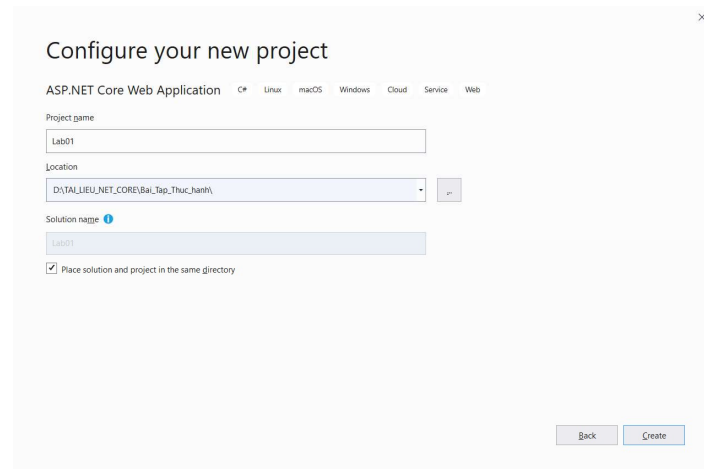 Configure your new project
ASP.NET Core Web Application C# Linux macOS Windows Cloud Service Web
Project name
Lab01
Location
D:\TAI_LIEU_NET_CORE\Bai_Tap_Thuc_hanh\
...
Solution name
Lab01
Place solution and project in the same directory
Back Create